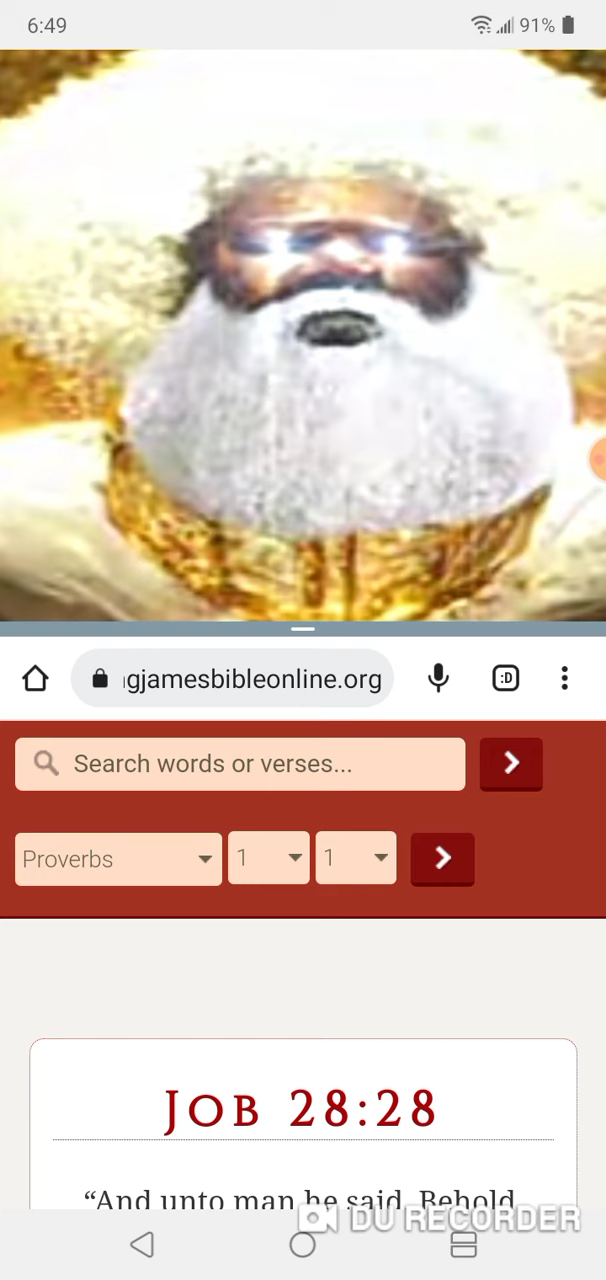 6:49
91%
ıgjamesbibleonline.org
:D
Search words or verses...
Proverbs
1
1
Job 28:28
“And unto man he said, Behold,
DU RECORDER